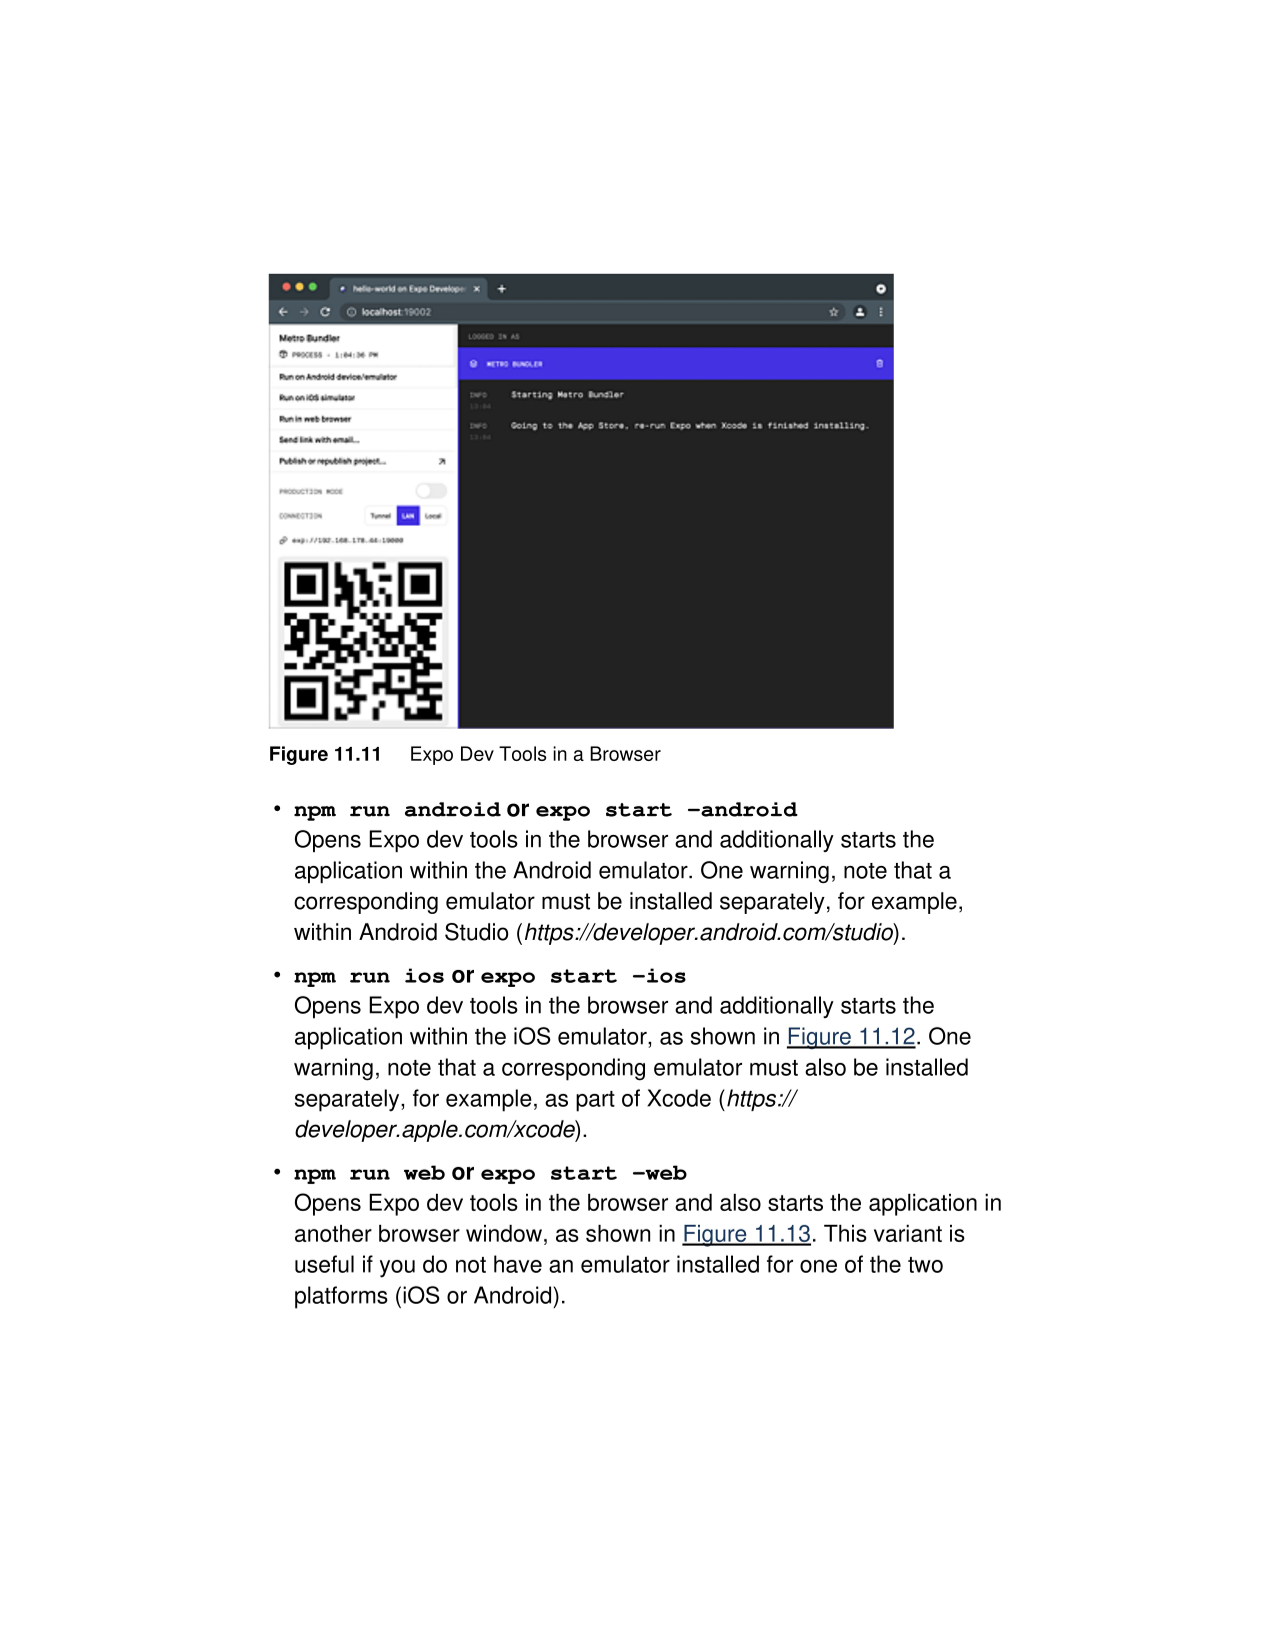 hello-world on Expo Develope
localhost:19002
Metro Bundler
LOGGED IN AS
PROCESS - 1:04:36 PM
METRO BUNDLER
Run on Android device/emulator
Run on iOS simulator
Run in web browser
Send link with email...
Publish or republish project...
INFO Starting Metro Bundler
13:04
INFO Going to the App Store, re-run Expo when Xcode is finished installing.
13:04
PRODUCTION MODE
CONNECTION Tunnel LAN Local
exp://192.168.178.44:19000
Figure 11.11 Expo Dev Tools in a Browser
• npm run android or expo start –android
Opens Expo dev tools in the browser and additionally starts the
application within the Android emulator. One warning, note that a
corresponding emulator must be installed separately, for example,
within Android Studio (https://developer.android.com/studio).
• npm run ios or expo start –ios
Opens Expo dev tools in the browser and additionally starts the
application within the iOS emulator, as shown in Figure 11.12. One
warning, note that a corresponding emulator must also be installed
separately, for example, as part of Xcode (https://
developer.apple.com/xcode).
• npm run web or expo start –web
Opens Expo dev tools in the browser and also starts the application in
another browser window, as shown in Figure 11.13. This variant is
useful if you do not have an emulator installed for one of the two
platforms (iOS or Android).